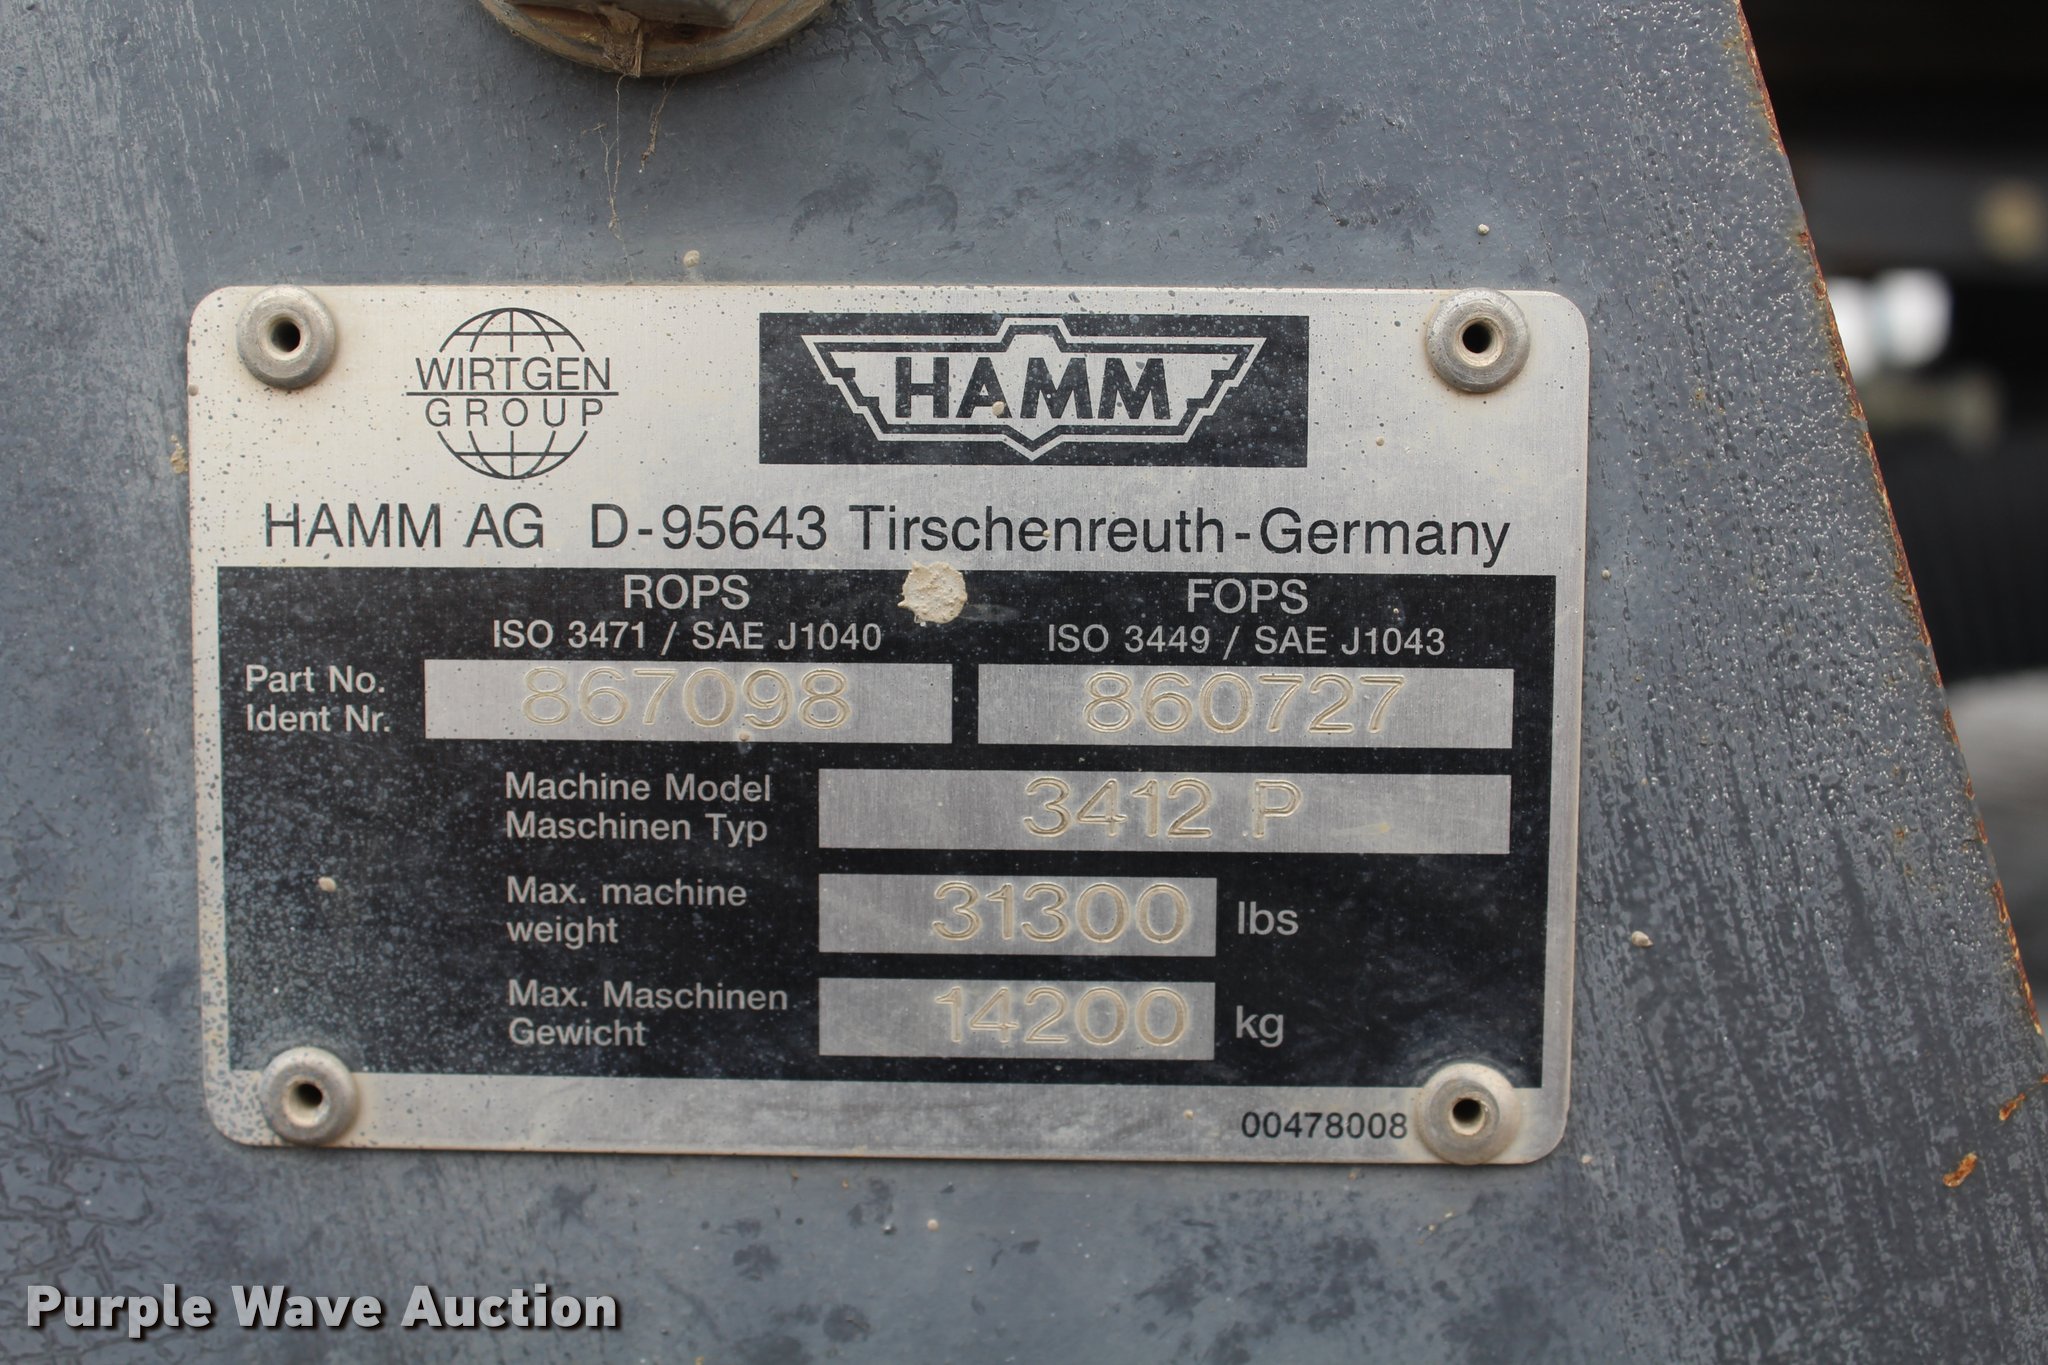 WIRTGEN
GROUP
HAMM
HAMM AG D-95643 Tirschenreuth-Germany
ROPS
ISO 3471 / SAE J1040
FOPS
ISO 3449 / SAE J1043
Part No.
Ident Nr.
867098
860727
Machine Model
Maschinen Typ
3412 P
Max. machine
weight
31300 lbs
Max. Maschinen
Gewicht
14200 kg
00478008
Purple Wave Auction